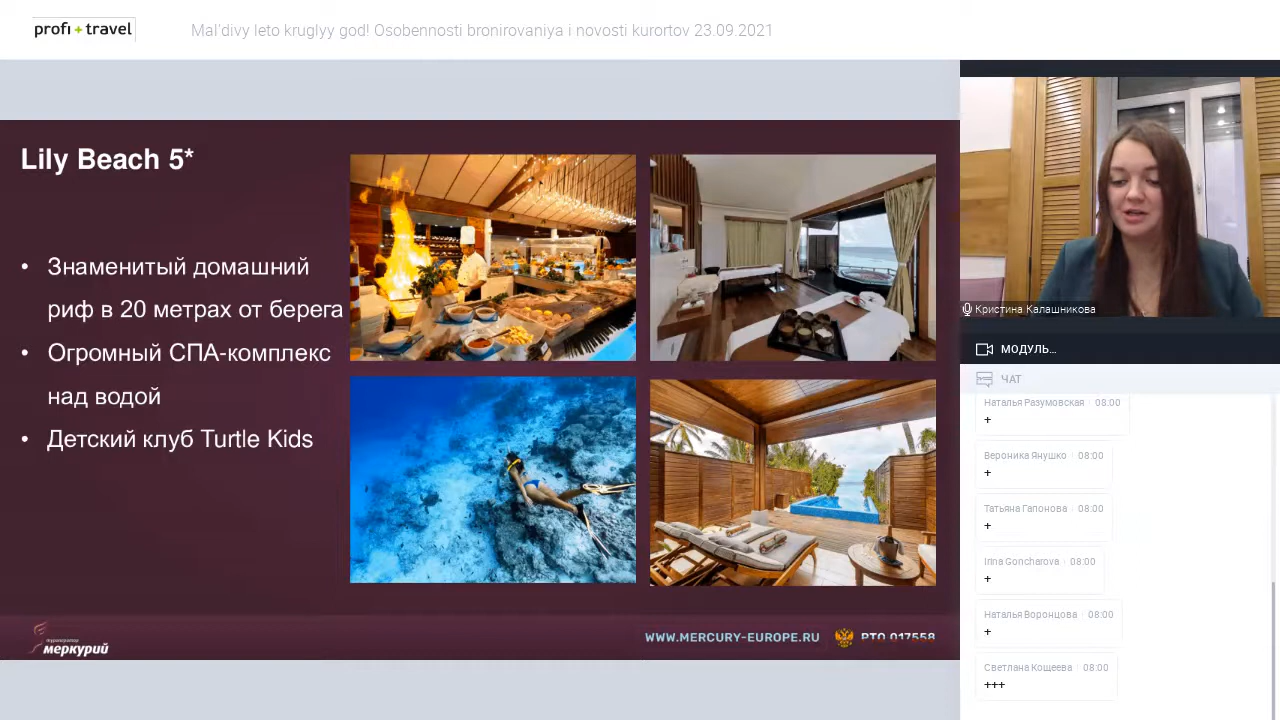 profi + travel
Mal'divy leto kruglyy god! Osobennosti bronirovaniya i novosti kurortov 23.09.2021
Lily Beach 5*
• Знаменитый домашний
риф в 20 метрах от берега
• Огромный СПА-комплекс
над водой
• Детский клуб Turtle Kids
туроператор
меркурий
WWW.MERCURY-EUROPE.RU
РТО 017558
Кристина Калашникова
МОДУЛЬ...
ЧАТ
Наталья Разумовская 08:00
+
Вероника Янушко 08:00
+
Татьяна Гапонова 08:00
+
Irina Goncharova 08:00
+
Наталья Воронцова 08:00
+
Светлана Кощеева 08:00
+++